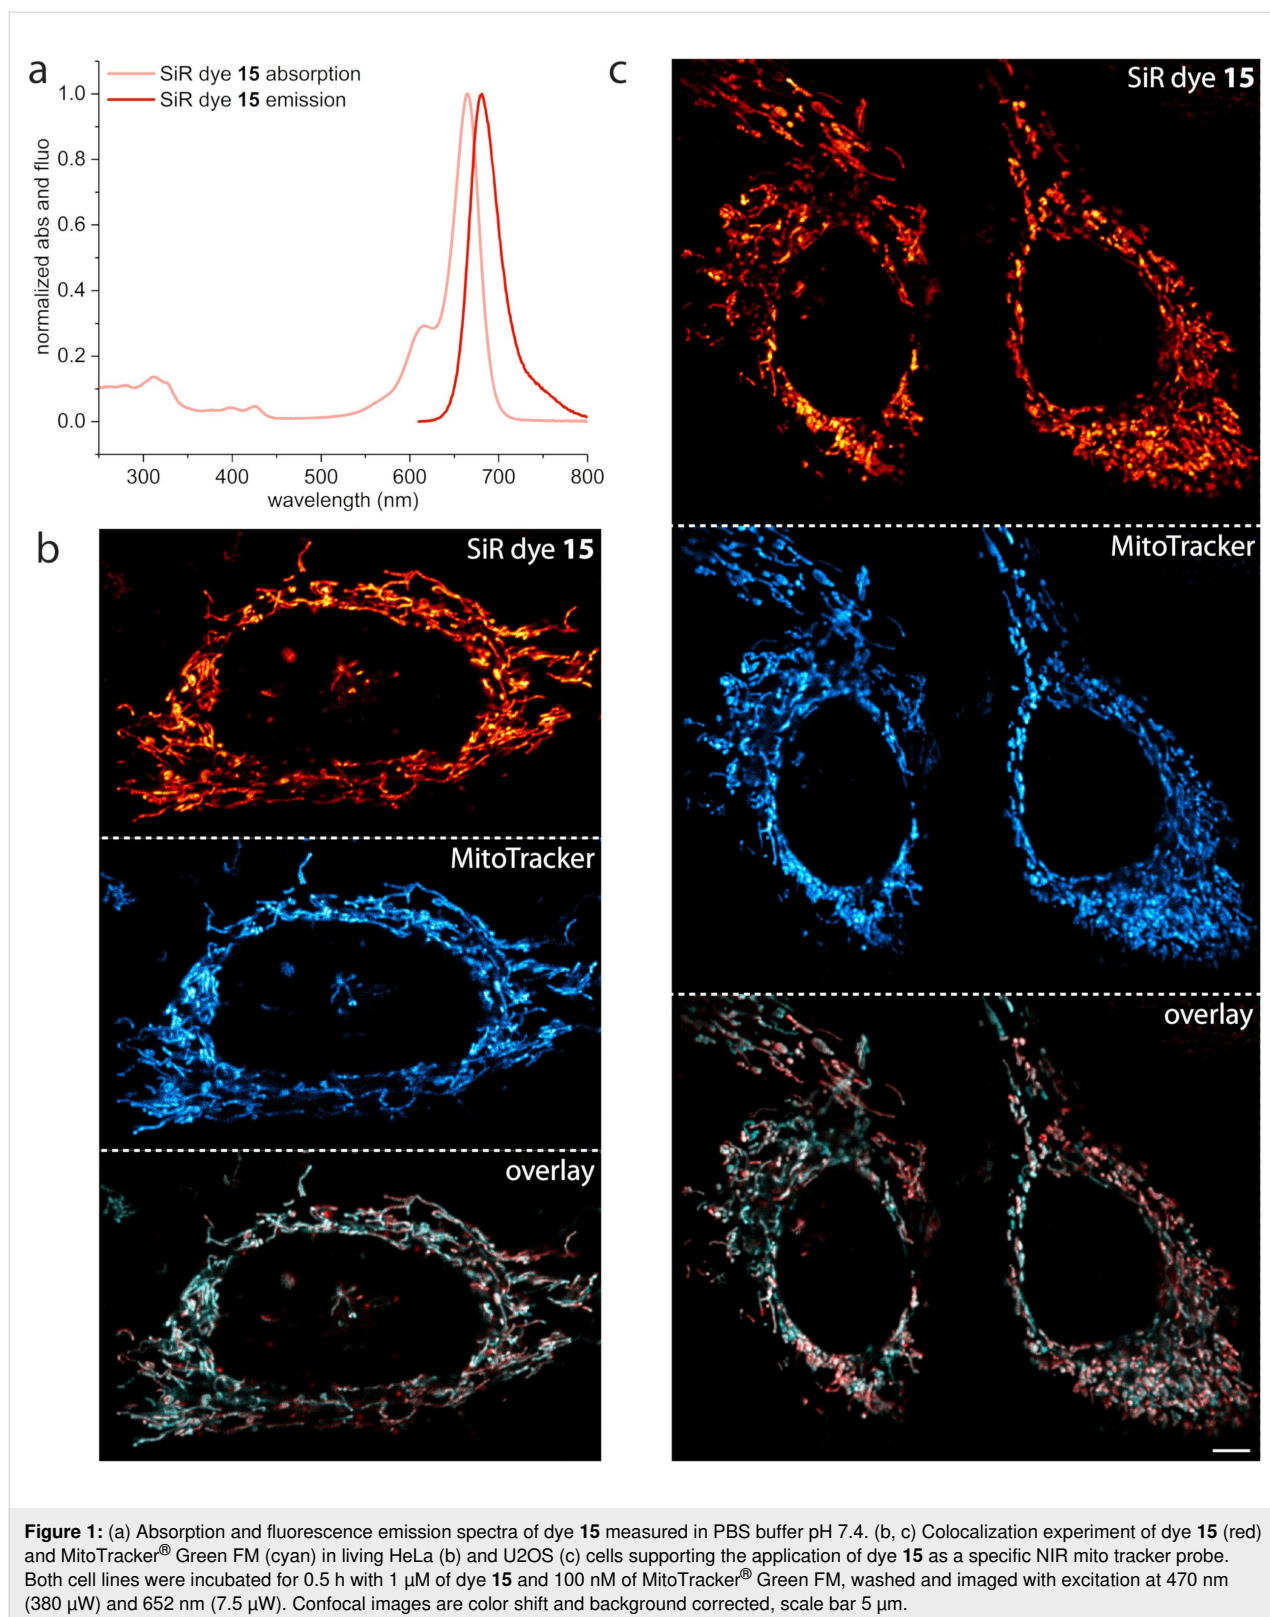 a
SiR dye 15 absorption
SiR dye 15 emission
normalized abs and fluo
1.0
0.8
0.6
0.4
0.2
0.0
300 400 500 600 700 800
wavelength (nm)
b
SiR dye 15
MitoTracker
overlay
c
SiR dye 15
MitoTracker
overlay
Figure 1: (a) Absorption and fluorescence emission spectra of dye 15 measured in PBS buffer pH 7.4. (b, c) Colocalization experiment of dye 15 (red)
and MitoTracker® Green FM (cyan) in living HeLa (b) and U2OS (c) cells supporting the application of dye 15 as a specific NIR mito tracker probe.
Both cell lines were incubated for 0.5 h with 1 µM of dye 15 and 100 nM of MitoTracker® Green FM, washed and imaged with excitation at 470 nm
(380 µW) and 652 nm (7.5 µW). Confocal images are color shift and background corrected, scale bar 5 µm.